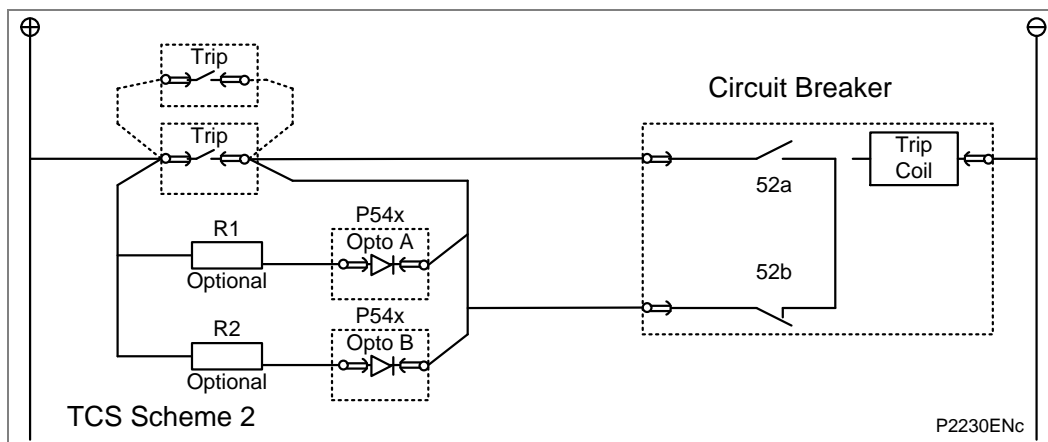 Trip
Circuit Breaker
Trip
Trip
Coil
52a
P54x
R1
Opto A
Optional
52b
P54x
R2
Opto B
Optional
TCS Scheme 2
P2230ENc